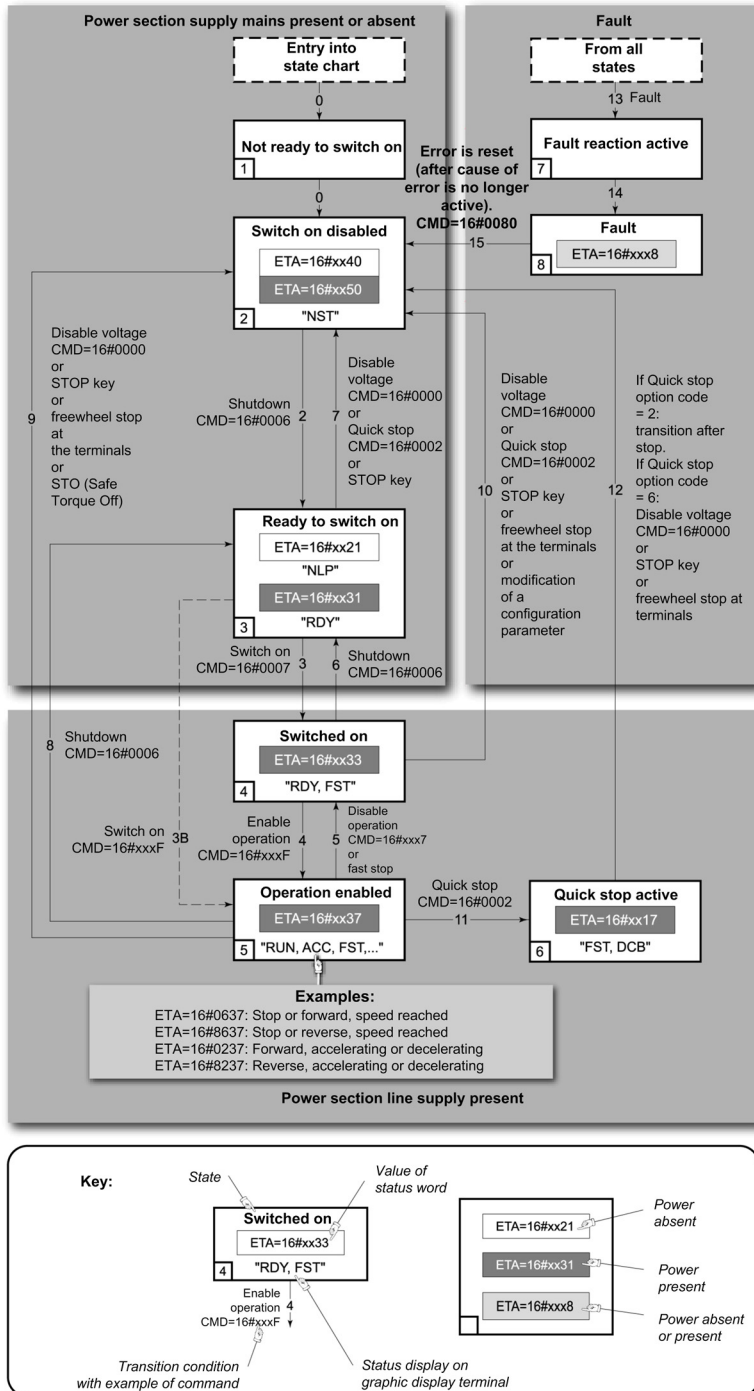 Power section supply mains present or absent
Entry into
state chart
0
Not ready to switch on
1
0
Switch on disabled
ETA=16#xx40
ETA=16#xx50
"NST"
2
Disable voltage
CMD=16#0000
or
STOP key
or
freewheel stop
at
the terminals
or
STO (Safe
Torque Off)
9
Shutdown
CMD=16#0006
2
7
Disable
voltage
CMD=16#0000
or
Quick stop
CMD=16#0002
or
STOP key
Ready to switch on
ETA=16#xx21
"NLP"
ETA=16#xx31
"RDY"
3
Switch on
CMD=16#0007
3
6
Shutdown
CMD=16#0006
Fault
From all
states
13 Fault
Fault reaction active
7
14
Fault
ETA=16#xxx8
8
Error is reset
(after cause of
error is no longer
active).
CMD=16#0080
15
Disable
voltage
CMD=16#0000
or
Quick stop
CMD=16#0002
or
STOP key
or
freewheel stop
at the terminals
or
modification
of a
configuration
parameter
10
If Quick stop
option code
= 2:
transition after
stop.
If Quick stop
option code
= 6:
Disable voltage
CMD=16#0000
or
STOP key
or
freewheel stop at
terminals
12
Switched on
ETA=16#xx33
"RDY, FST"
4
8
Shutdown
CMD=16#0006
Switch on
CMD=16#xxxF
3B
Enable
operation
CMD=16#xxxF
4
5
Disable
operation
CMD=16#xxx7
or
fast stop
Operation enabled
ETA=16#xx37
"RUN, ACC, FST,..."
5
Quick stop
CMD=16#0002
11
Quick stop active
ETA=16#xx17
"FST, DCB"
6
Examples:
ETA=16#0637: Stop or forward, speed reached
ETA=16#8637: Stop or reverse, speed reached
ETA=16#0237: Forward, accelerating or decelerating
ETA=16#8237: Reverse, accelerating or decelerating
Power section line supply present
Key:
State
Value of
status word
Switched on
ETA=16#xx33
"RDY, FST"
4
Enable
operation
CMD=16#xxxF
4
Transition condition
with example of command
Status display on
graphic display terminal
ETA=16#xx21
Power
absent
ETA=16#xx31
Power
present
ETA=16#xxx8
Power absent
or present